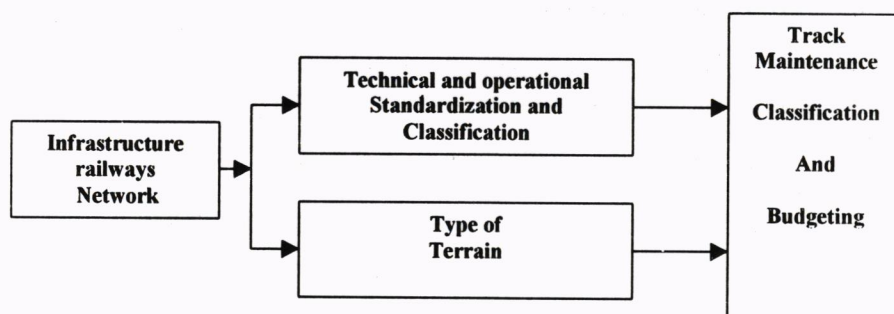 Infrastructure
railways
Network
Technical and operational
Standardization and
Classification
Type of
Terrain
Track
Maintenance
Classification
And
Budgeting